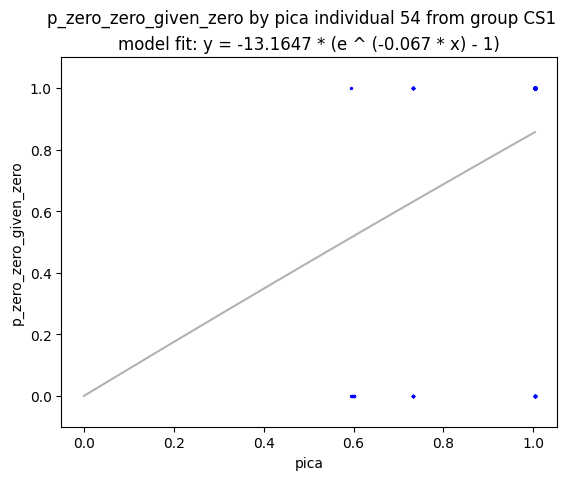 p_zero_zero_given_zero by pica individual 54 from group CS1
model fit: y = -13.1647 * (e ^ (-0.067 * x) - 1)
1.0
0.8
0.6
0.4
0.2
0.0
p_zero_zero_given_zero
0.0 0.2 0.4 0.6 0.8 1.0
pica